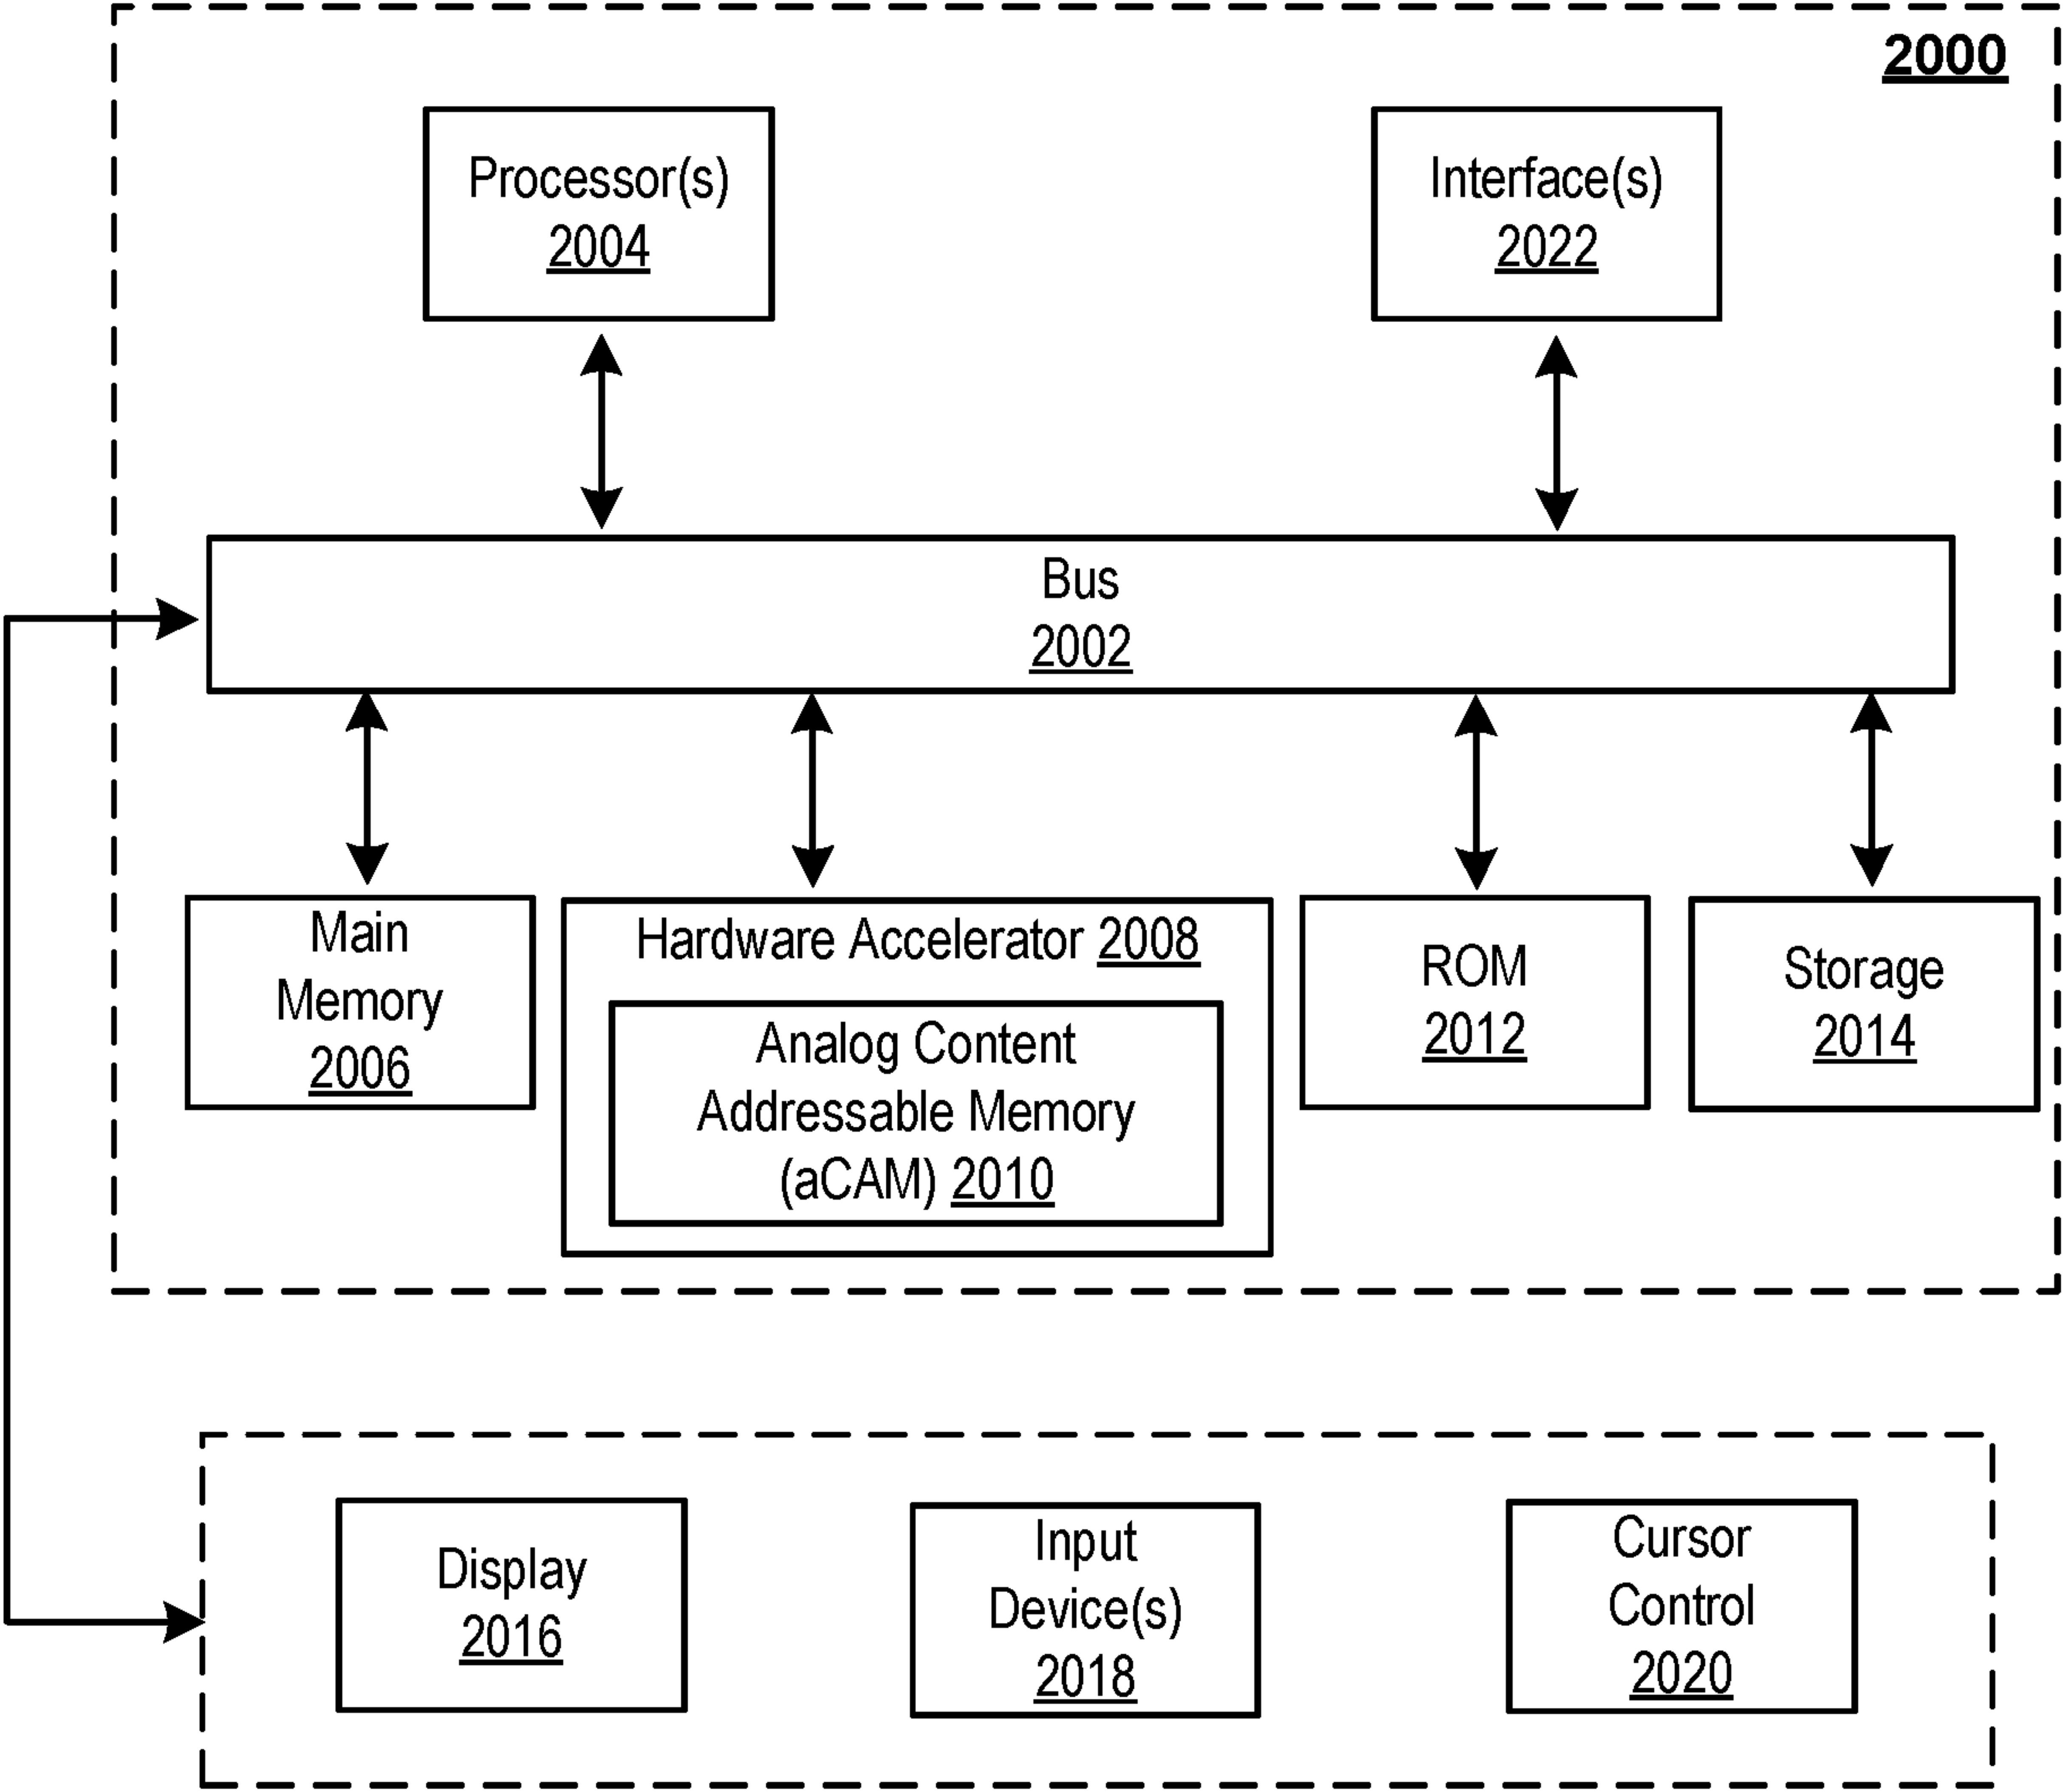 2000
Processor(s)
2004
Interface(s)
2022
Bus
2002
Main
Memory
2006
Hardware Accelerator 2008
Analog Content
Addressable Memory
(aCAM) 2010
ROM
2012
Storage
2014
Display
2016
Input
Device(s)
2018
Cursor
Control
2020